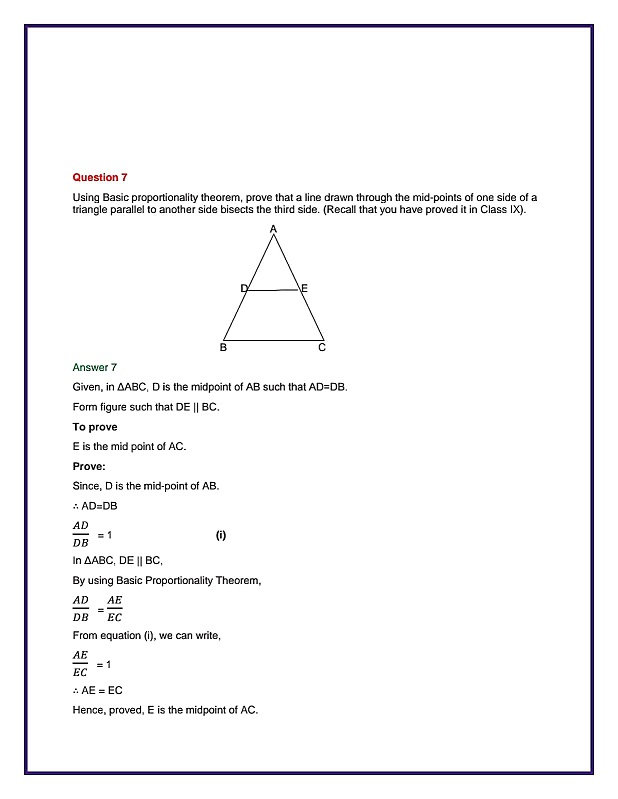 Question 7
Using Basic proportionality theorem, prove that a line drawn through the mid-points of one side of a
triangle parallel to another side bisects the third side. (Recall that you have proved it in Class IX).
A
D E
B C
Answer 7
Given, in ΔABC, D is the midpoint of AB such that AD=DB.
Form figure such that DE || BC.
To prove
E is the mid point of AC.
Prove:
Since, D is the mid-point of AB.
∴ AD=DB
AD/DB = 1 (i)
In ΔABC, DE || BC,
By using Basic Proportionality Theorem,
AD/DB = AE/EC
From equation (i), we can write,
AE/EC = 1
∴ AE = EC
Hence, proved, E is the midpoint of AC.